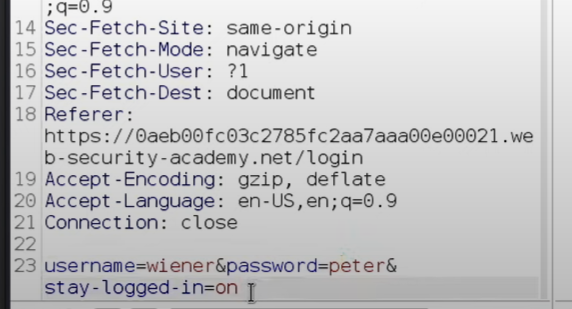 ;q=0.9
14 Sec-Fetch-Site: same-origin
15 Sec-Fetch-Mode: navigate
16 Sec-Fetch-User: ?1
17 Sec-Fetch-Dest: document
18 Referer:
https://0aeb00fc03c2785fc2aa7aaa00e00021.we
b-security-academy.net/login
19 Accept-Encoding: gzip, deflate
20 Accept-Language: en-US,en;q=0.9
21 Connection: close
22
23 username=wiener&password=peter&
stay-logged-in=on